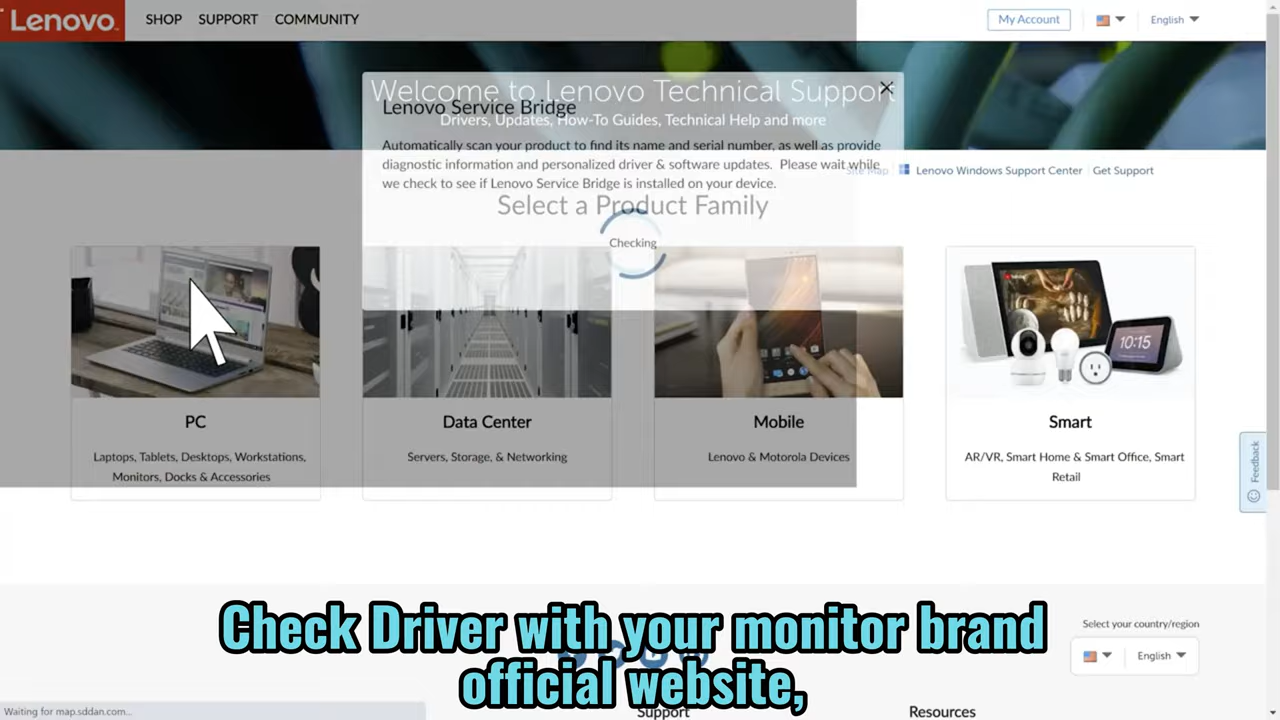 Lenovo
SHOP SUPPORT COMMUNITY
My Account
English
Welcome to Lenovo Technical Support
Lenovo Service Bridge
Drivers, Updates, How-To Guides, Technical Help and more
Automatically scan your product to find its name and serial number, as well as provide
diagnostic information and personalized driver & software updates. Please wait while
we check to see if Lenovo Service Bridge is installed on your device.
Site Map Lenovo Windows Support Center Get Support
Select a Product Family
Checking
10:15
PC
Laptops, Tablets, Desktops, Workstations,
Monitors, Docks & Accessories
Data Center
Servers, Storage, & Networking
Mobile
Lenovo & Motorola Devices
Smart
AR/VR, Smart Home & Smart Office, Smart
Retail
Feedback
Check Driver with your monitor brand
official website,
Select your country/region
English
Waiting for map.sddan.com...
Support
Resources